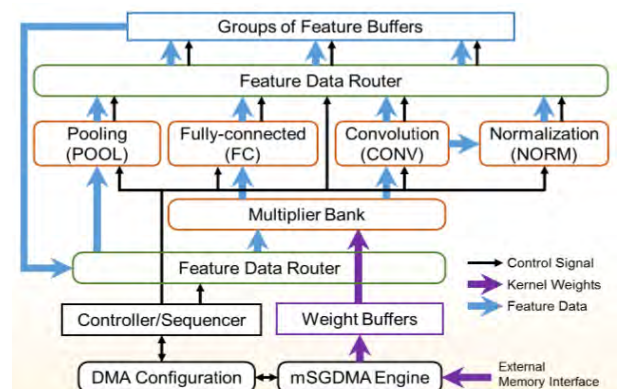 Groups of Feature Buffers
Feature Data Router
Pooling
(POOL)
Fully-connected
(FC)
Convolution
(CONV)
Normalization
(NORM)
Multiplier Bank
Feature Data Router
Control Signal
Kernel Weights
Feature Data
Controller/Sequencer
Weight Buffers
DMA Configuration
mSGDMA Engine
External
Memory Interface